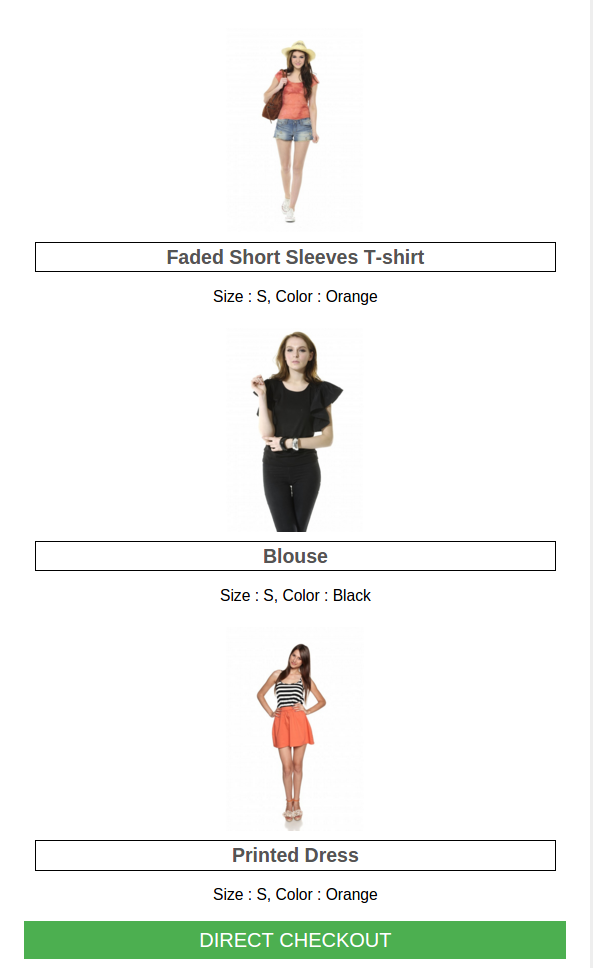 Faded Short Sleeves T-shirt
Size : S, Color : Orange
Blouse
Size : S, Color : Black
Printed Dress
Size : S, Color : Orange
DIRECT CHECKOUT